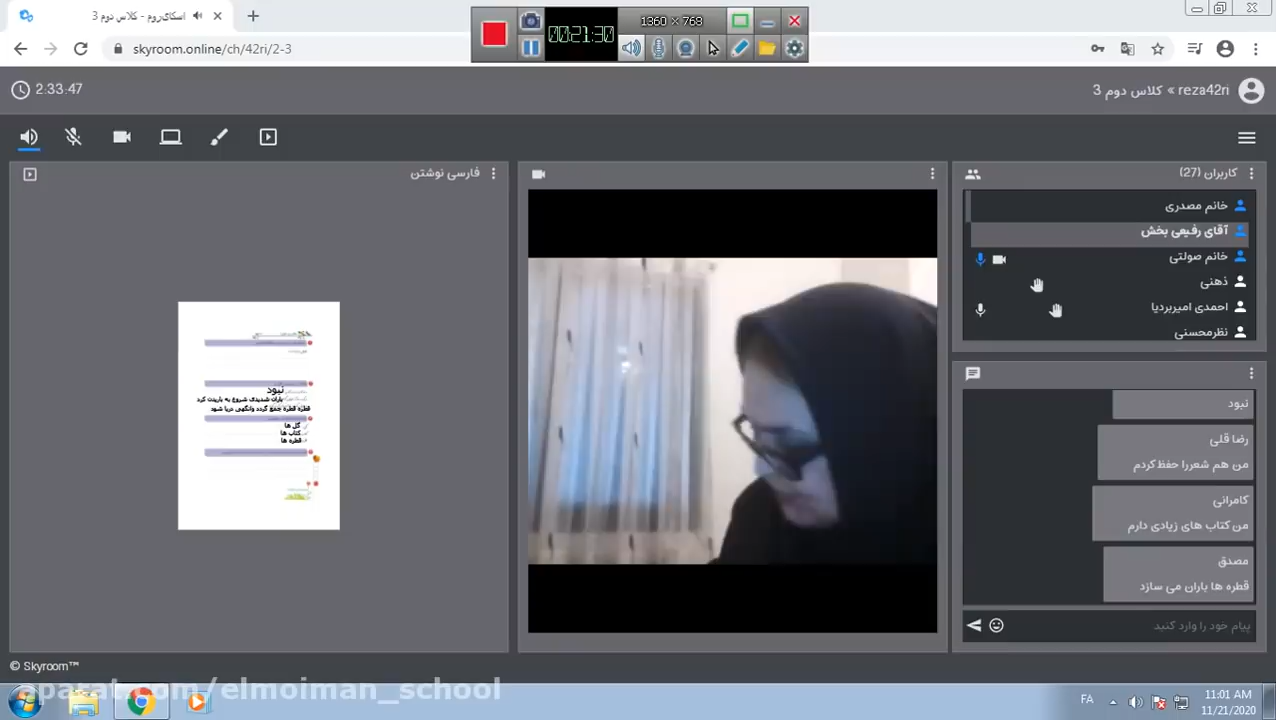 اسکای‌روم - کلاس دوم 3
skyroom.online/ch/42ri/2-3
00:21:30
1360 × 768
2:33:47
reza42ri » کلاس دوم 3
فارسی نوشتن
نبود
باران شدیدی شروع به باریدت کرد
قطره قطره جمع گردد وانگهی دریا شود
گل ها
کتاب ها
قطره ها
کاربران (27)
خانم مصدری
آقای رفیعی بخش
خانم صولتی
ذهنی
احمدی امیربردیا
نظرمحسنی
نبود
رضا قلی
من هم شعررا حفظ‌کردم
کامرانی
من کتاب های زیادی دارم
مصدق
قطره ها باران می سازد
پیام خود را وارد کنید
© Skyroom™
aparat.com/elmoiman_school
FA
11:01 AM
11/21/2020